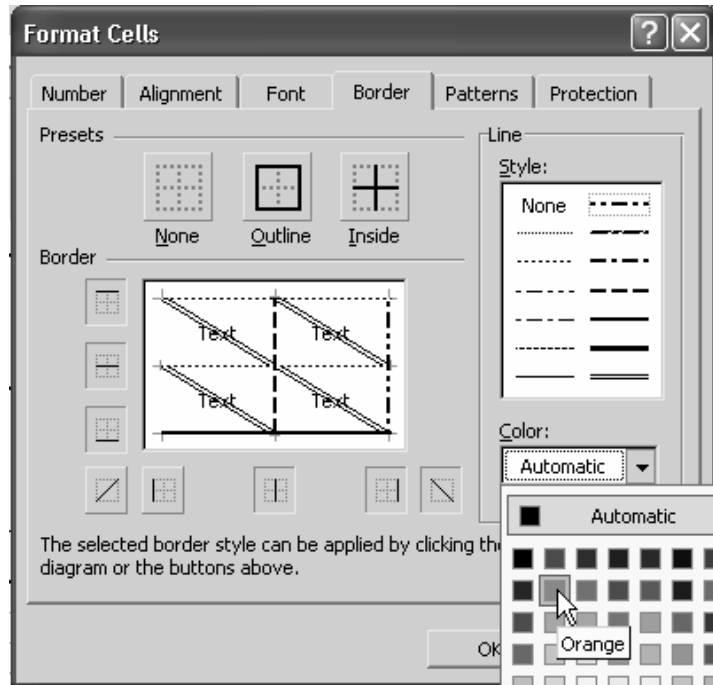 Format Cells
?
Number Alignment Font Border Patterns Protection
Presets
Line
Style:
None
None Outline Inside
Border
Text Text
Text Text
Color:
Automatic
Automatic
The selected border style can be applied by clicking the
diagram or the buttons above.
Orange
OK